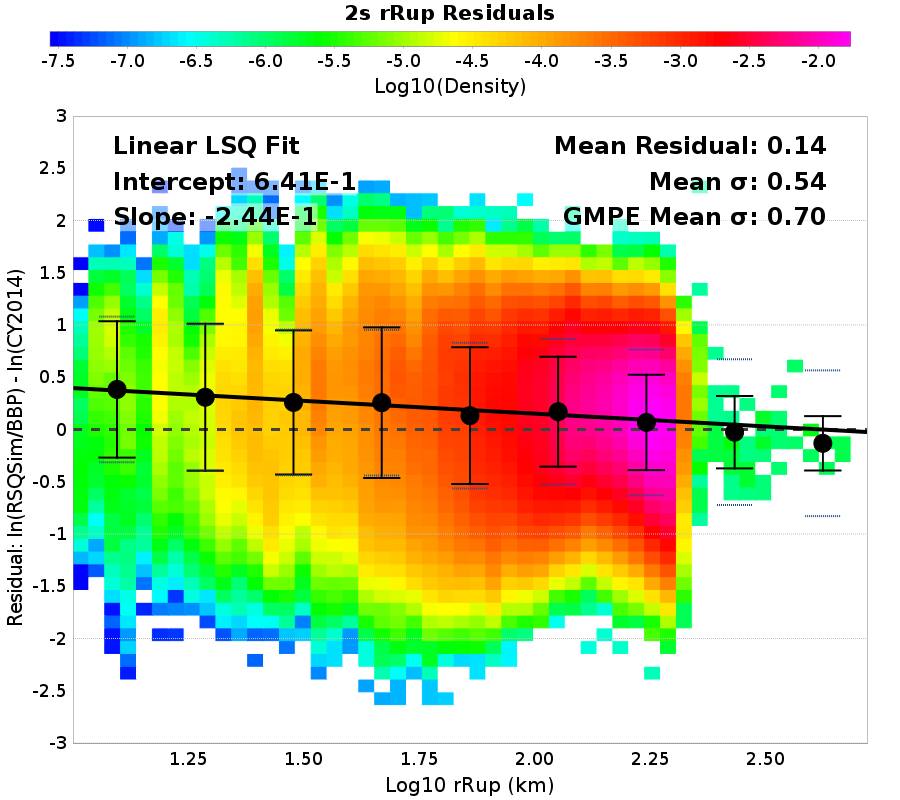 2s rRup Residuals
-7.5 -7.0 -6.5 -6.0 -5.5 -5.0 -4.5 -4.0 -3.5 -3.0 -2.5 -2.0
Log10(Density)
Linear LSQ Fit
Intercept: 6.41E-1
Slope: -2.44E-1
Mean Residual: 0.14
Mean σ: 0.54
GMPE Mean σ: 0.70
Residual: ln(RSQSim/BBP) - ln(CY2014)
3
2.5
2
1.5
1
0.5
0
-0.5
-1
-1.5
-2
-2.5
-3
1.25 1.50 1.75 2.00 2.25 2.50
Log10 rRup (km)